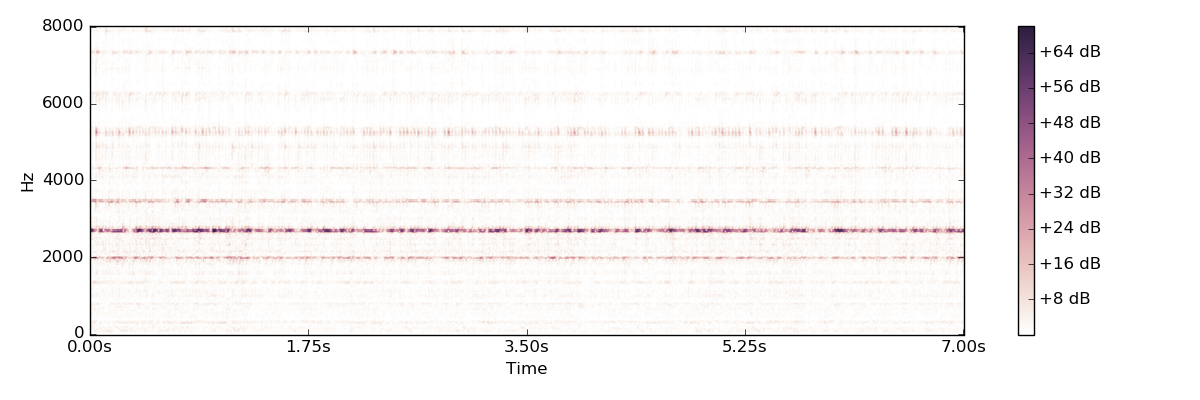 8000
6000
4000
2000
0
Hz
0.00s
1.75s
3.50s
5.25s
7.00s
Time
+64 dB
+56 dB
+48 dB
+40 dB
+32 dB
+24 dB
+16 dB
+8 dB